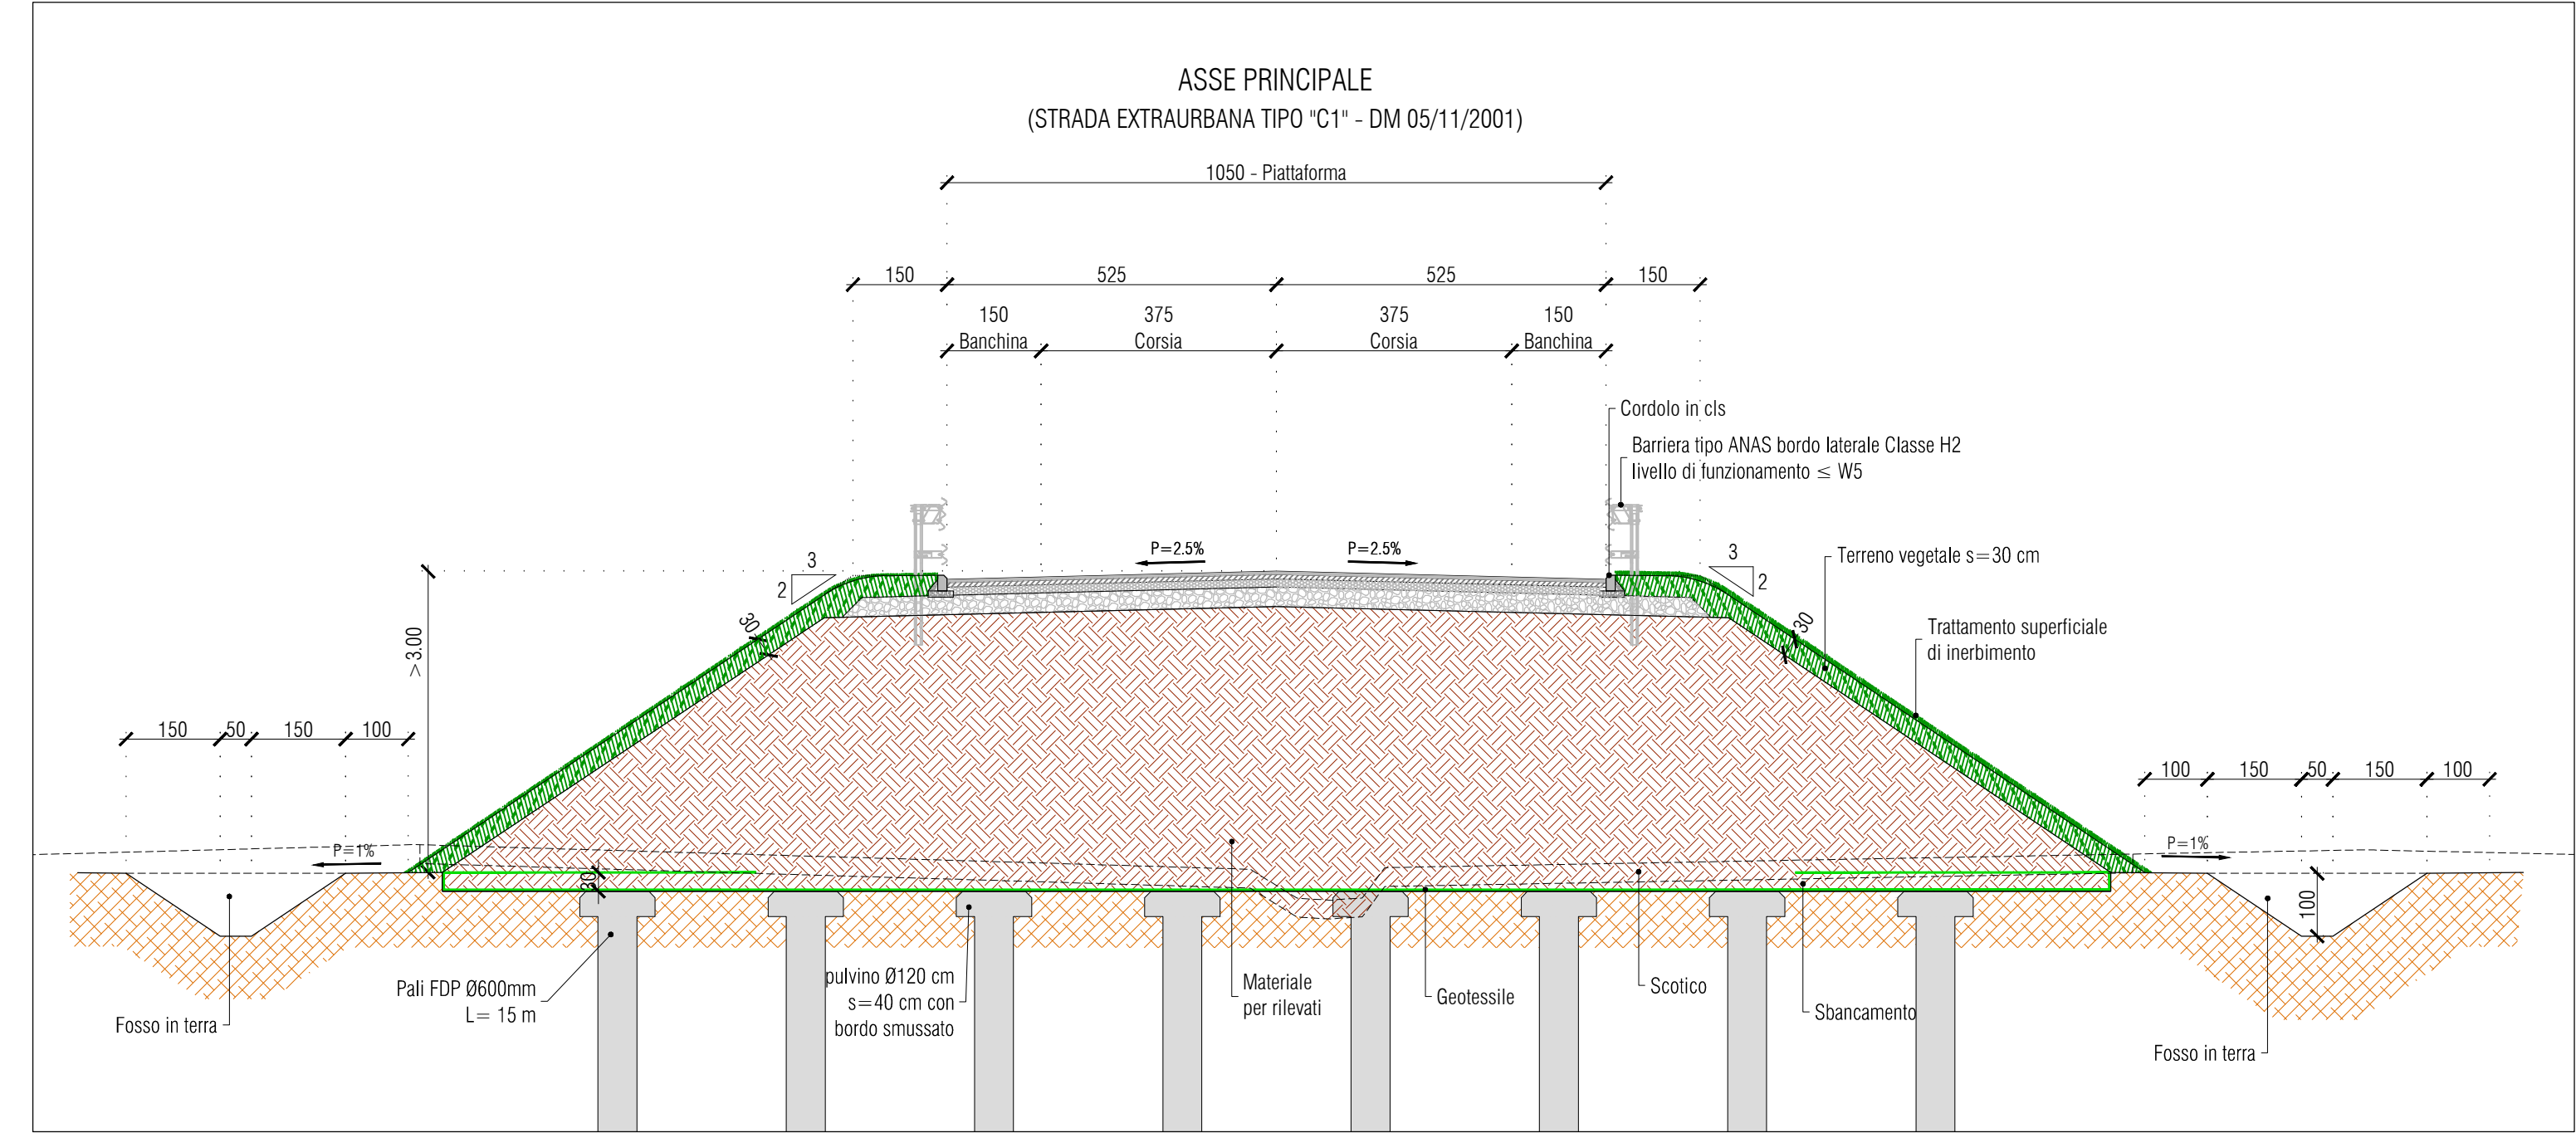 ASSE PRINCIPALE
(STRADA EXTRAURBANA TIPO "C1" - DM 05/11/2001)
1050 - Piattaforma
150
525
525
150
150
375
375
150
Banchina
Corsia
Corsia
Banchina
Cordolo in cls
Barriera tipo ANAS bordo laterale Classe H2
livello di funzionamento ≤ W5
P=2.5%
P=2.5%
3
2
3
2
Terreno vegetale s=30 cm
30
30
Trattamento superficiale
di inerbimento
>3.00
150
50
150
100
100
150
50
150
100
P=1%
P=1%
30
100
Pali FDP Ø600mm
L= 15 m
pulvino Ø120 cm
s=40 cm con
bordo smussato
Materiale
per rilevati
Geotessile
Scotico
Sbancamento
Fosso in terra
Fosso in terra